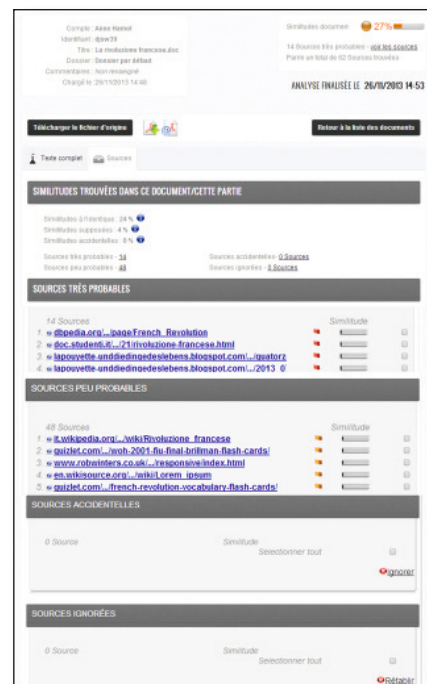 Compte : Anne Hamel
Identifiant : djow33
Titre : La rivoluzione francese.doc
Dossier : Dossier par défaut
Commentaires : Non renseigné
Chargé le : 26/11/2013 14:48
Similitudes document : 27%
14 Sources très probables - voir les sources
Parmi un total de 62 Sources trouvées
ANALYSE FINALISÉE LE 26/11/2013 14:53
Télécharger le fichier d'origine
Retour à la liste des documents
Texte complet
Sources
SIMILITUDES TROUVÉES DANS CE DOCUMENT/CETTE PARTIE
Similitudes à l'identique : 24 %
Similitudes supposées : 4 %
Similitudes accidentelles : 0 %
Sources très probables - 14
Sources accidentelles - 0 Sources
Sources peu probables - 48
Sources ignorées - 0 Sources
SOURCES TRÈS PROBABLES
14 Sources Similitude
1. dbpedia.org/.../page/French_Revolution
2. doc.studenti.it/.../21/rivoluzione-francese.html
3. lapouvette-unddiedingedeslebens.blogspot.com/.../quatorz
4. lapouvette-unddiedingedeslebens.blogspot.com/.../2013_0
SOURCES PEU PROBABLES
48 Sources Similitude
1. it.wikipedia.org/.../wiki/Rivoluzione_francese
2. quizlet.com/.../woh-2001-fiu-final-brillman-flash-cards/
3. www.robwinters.co.uk/.../responsive/index.html
4. en.wikisource.org/.../wiki/Lorem_ipsum
5. quizlet.com/.../french-revolution-vocabulary-flash-cards/
SOURCES ACCIDENTELLES
0 Source Similitude
Selectionner tout
Ignorer
SOURCES IGNORÉES
0 Source Similitude
Selectionner tout
Rétablir